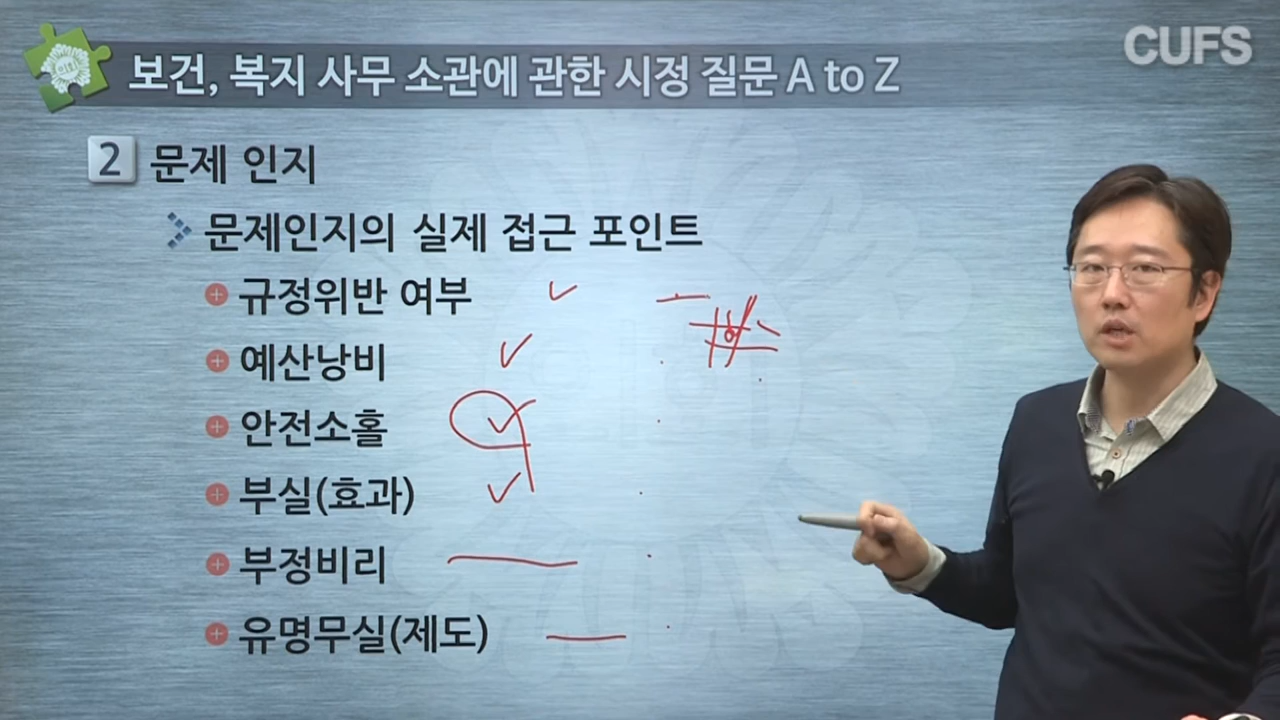 CUFS
보건, 복지 사무 소관에 관한 시정 질문 A to Z
2 문제 인지
문제인지의 실제 접근 포인트
규정위반 여부
예산낭비
안전소홀
부실(효과)
부정비리
유명무실(제도)